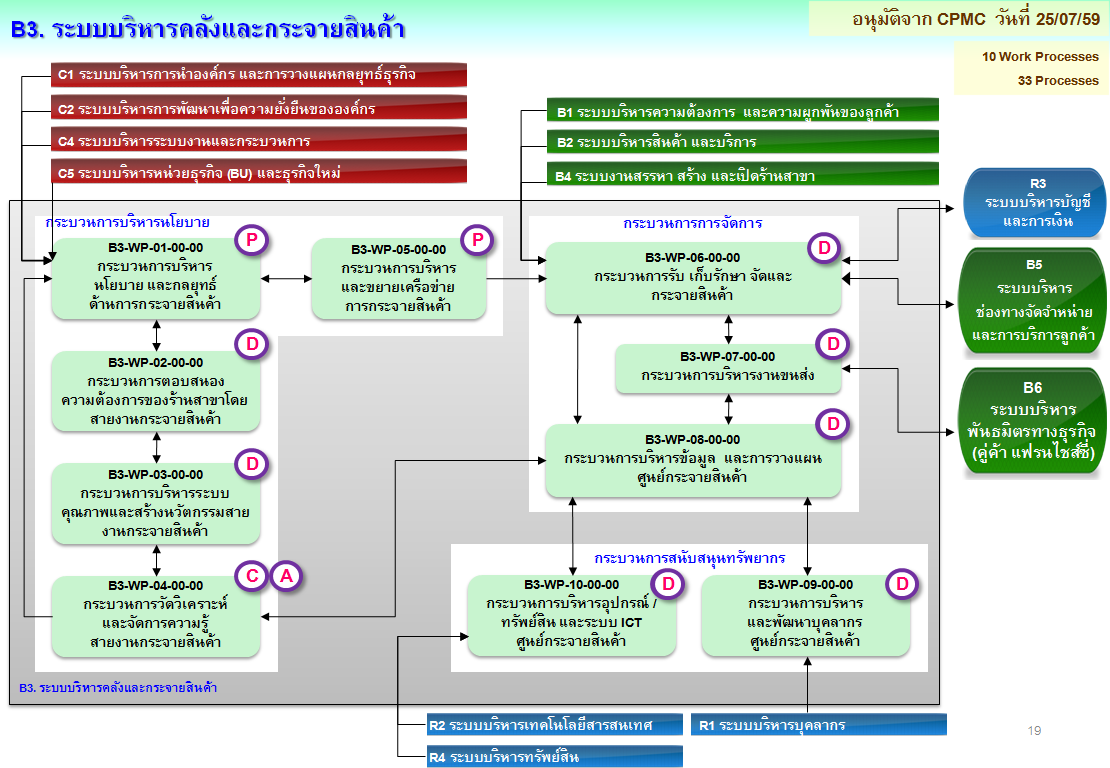 B3. ระบบบริหารคลังและกระจายสินค้า
อนุมัติจาก CPMC วันที่ 25/07/59
10 Work Processes
33 Processes
C1 ระบบบริหารการนำองค์กร และการวางแผนกลยุทธ์ธุรกิจ
C2 ระบบบริหารการพัฒนาเพื่อความยั่งยืนขององค์กร
C4 ระบบบริหารระบบงานและกระบวนการ
C5 ระบบบริหารหน่วยธุรกิจ (BU) และธุรกิจใหม่
B1 ระบบบริหารความต้องการ และความผูกพันของลูกค้า
B2 ระบบบริหารสินค้า และบริการ
B4 ระบบงานสรรหา สร้าง และเปิดร้านสาขา
R3
ระบบบริหารบัญชี
และการเงิน
B5
ระบบบริหาร
ช่องทางจัดจำหน่าย
และการบริการลูกค้า
B6
ระบบบริหาร
พันธมิตรทางธุรกิจ
(คู่ค้า แฟรนไชส์ซี่)
กระบวนการบริหารนโยบาย
B3-WP-01-00-00
กระบวนการบริหาร
นโยบาย และกลยุทธ์
ด้านการกระจายสินค้า
P
B3-WP-05-00-00
กระบวนการบริหาร
และขยายเครือข่าย
การกระจายสินค้า
P
B3-WP-02-00-00
กระบวนการตอบสนอง
ความต้องการของร้านสาขาโดย
สายงานกระจายสินค้า
D
B3-WP-03-00-00
กระบวนการบริหารระบบ
คุณภาพและสร้างนวัตกรรมสาย
งานกระจายสินค้า
D
B3-WP-04-00-00
กระบวนการวัดวิเคราะห์
และจัดการความรู้
สายงานกระจายสินค้า
C
A
กระบวนการการจัดการ
B3-WP-06-00-00
กระบวนการรับ เก็บรักษา จัดและ
กระจายสินค้า
D
B3-WP-07-00-00
กระบวนการบริหารงานขนส่ง
D
B3-WP-08-00-00
กระบวนการบริหารข้อมูล และการวางแผน
ศูนย์กระจายสินค้า
D
กระบวนการสนับสนุนทรัพยากร
B3-WP-10-00-00
กระบวนการบริหารอุปกรณ์ /
ทรัพย์สิน และระบบ ICT
ศูนย์กระจายสินค้า
D
B3-WP-09-00-00
กระบวนการบริหาร
และพัฒนาบุคลากร
ศูนย์กระจายสินค้า
D
B3. ระบบบริหารคลังและกระจายสินค้า
R2 ระบบบริหารเทคโนโลยีสารสนเทศ
R1 ระบบบริหารบุคลากร
R4 ระบบบริหารทรัพย์สิน
19